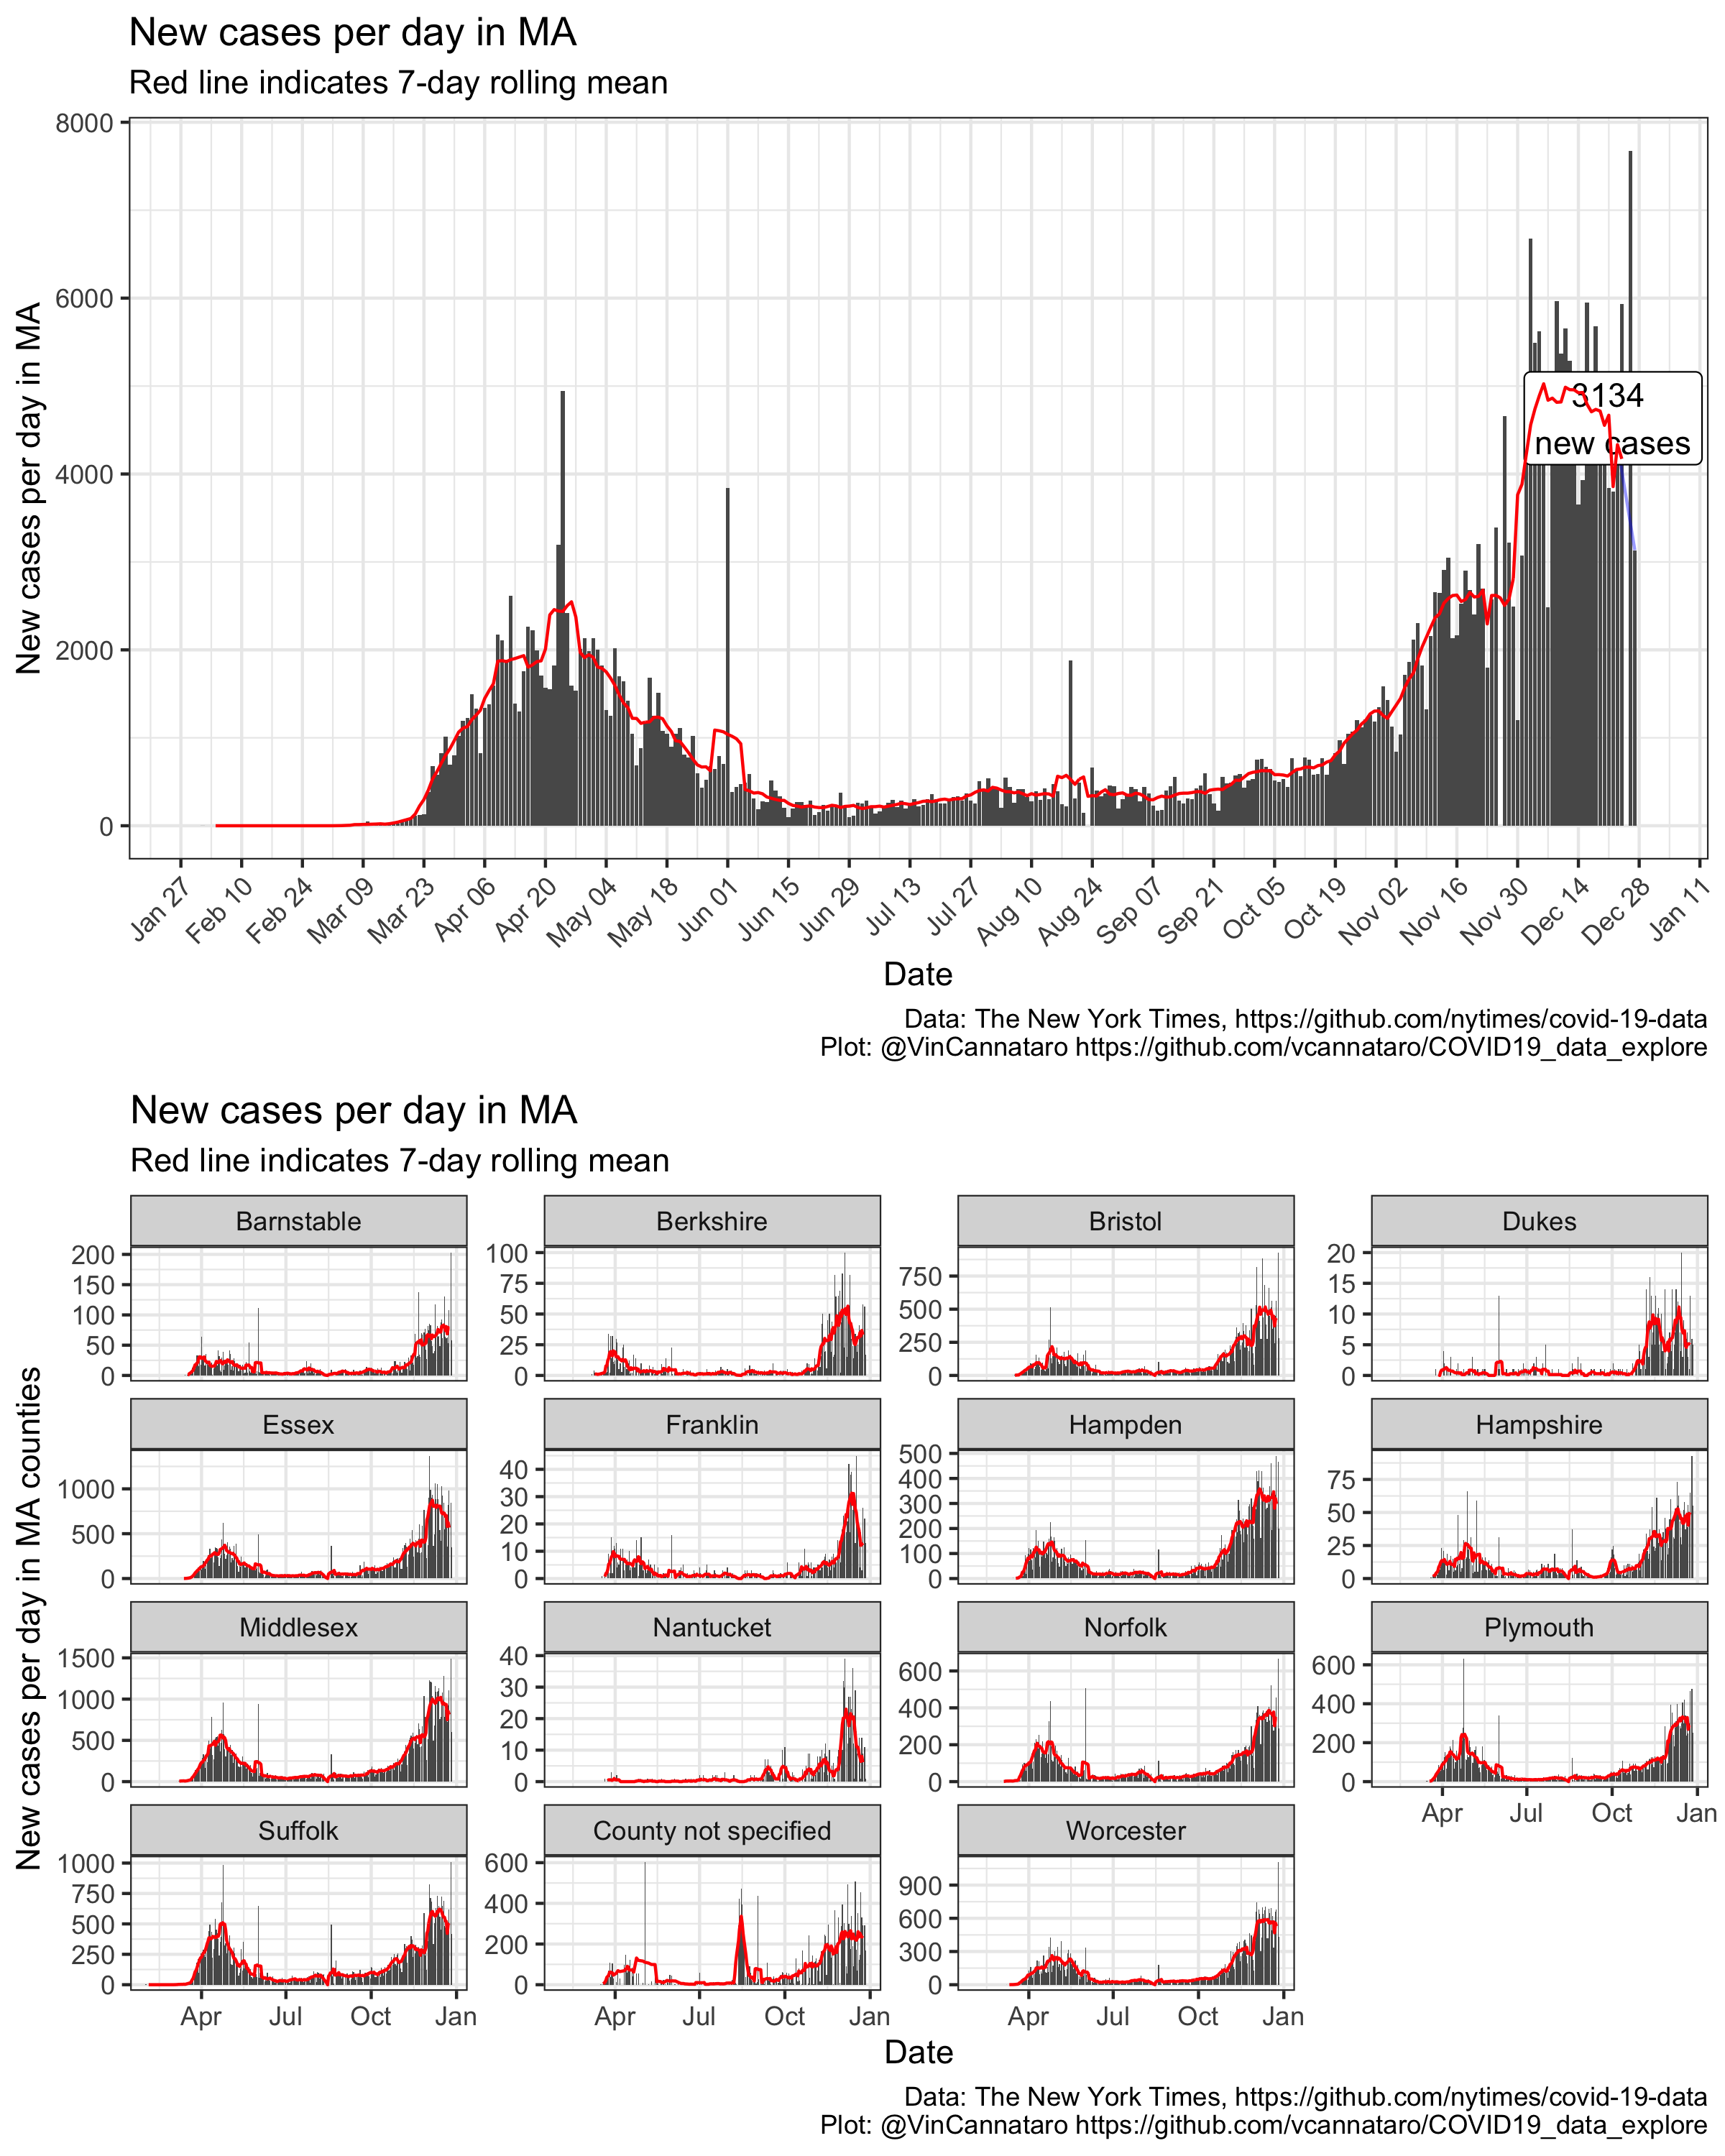 New cases per day in MA
Red line indicates 7-day rolling mean
New cases per day in MA
8000
6000
4000
2000
0
3134
new cases
Jan 27
Feb 10
Feb 24
Mar 09
Mar 23
Apr 06
Apr 20
May 04
May 18
Jun 01
Jun 15
Jun 29
Jul 13
Jul 27
Aug 10
Aug 24
Sep 07
Sep 21
Oct 05
Oct 19
Nov 02
Nov 16
Nov 30
Dec 14
Dec 28
Jan 11
Date
Data: The New York Times, https://github.com/nytimes/covid-19-data
Plot: @VinCannataro https://github.com/vcannataro/COVID19_data_explore
New cases per day in MA
Red line indicates 7-day rolling mean
New cases per day in MA counties
Barnstable
200
150
100
50
0
Berkshire
100
75
50
25
0
Bristol
750
500
250
0
Dukes
20
15
10
5
0
Essex
1000
500
0
Franklin
40
30
20
10
0
Hampden
500
400
300
200
100
0
Hampshire
75
50
25
0
Middlesex
1500
1000
500
0
Nantucket
40
30
20
10
0
Norfolk
600
400
200
0
Plymouth
600
400
200
0
Apr Jul Oct Jan
Suffolk
1000
750
500
250
0
Apr Jul Oct Jan
County not specified
600
400
200
0
Apr Jul Oct Jan
Worcester
900
600
300
0
Apr Jul Oct Jan
Date
Data: The New York Times, https://github.com/nytimes/covid-19-data
Plot: @VinCannataro https://github.com/vcannataro/COVID19_data_explore